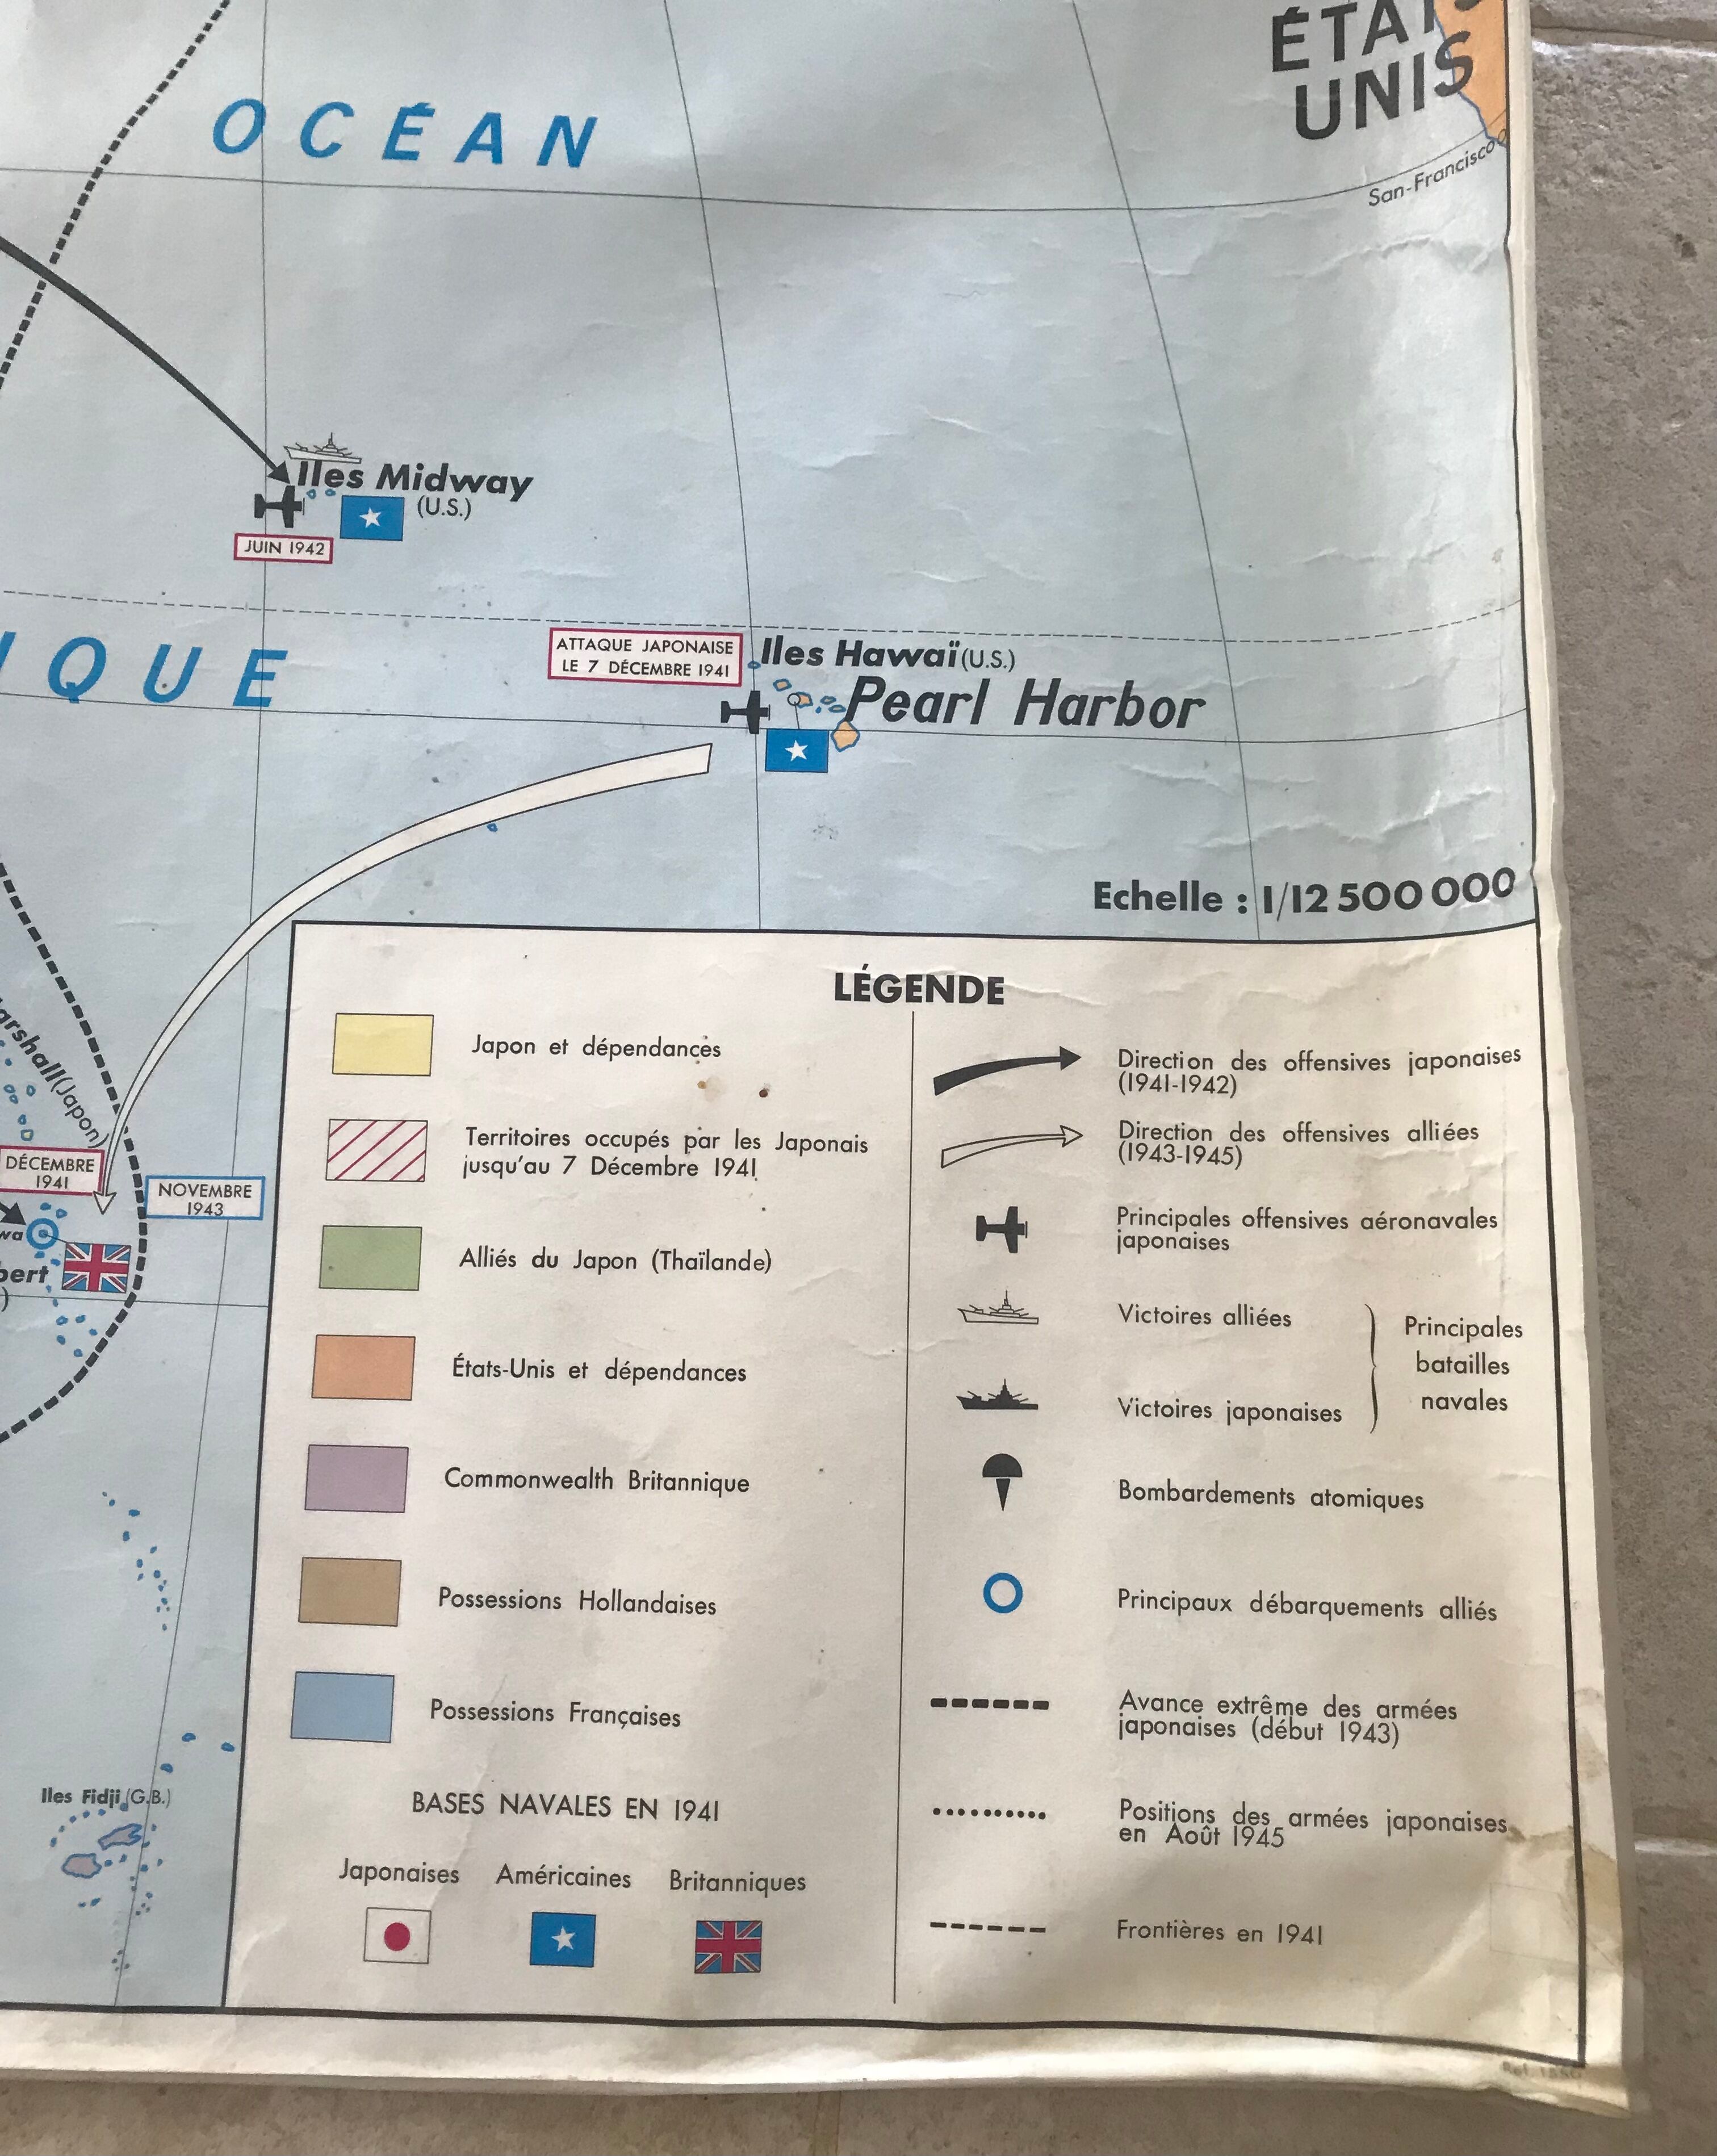 ÉTATS
UNIS
OCÉAN
San-Francisco
Iles Midway
(U.S.)
JUIN 1942
IQUE
ATTAQUE JAPONAISE
LE 7 DÉCEMBRE 1941
Iles Hawaï (U.S.)
Pearl Harbor
Echelle : 1/12 500 000
arshall (Japon)
DÉCEMBRE
1941
NOVEMBRE
1943
wa
bert
)
Iles Fidji (G.B.)
LÉGENDE
Japon et dépendances
Territoires occupés par les Japonais
jusqu'au 7 Décembre 1941
Alliés du Japon (Thaïlande)
États-Unis et dépendances
Commonwealth Britannique
Possessions Hollandaises
Possessions Françaises
BASES NAVALES EN 1941
Japonaises Américaines Britanniques
Direction des offensives japonaises
(1941-1942)
Direction des offensives alliées
(1943-1945)
Principales offensives aéronavales
japonaises
Victoires alliées
Victoires japonaises
Principales
batailles
navales
Bombardements atomiques
Principaux débarquements alliés
Avance extrême des armées
japonaises (début 1943)
Positions des armées japonaises
en Août 1945
Frontières en 1941